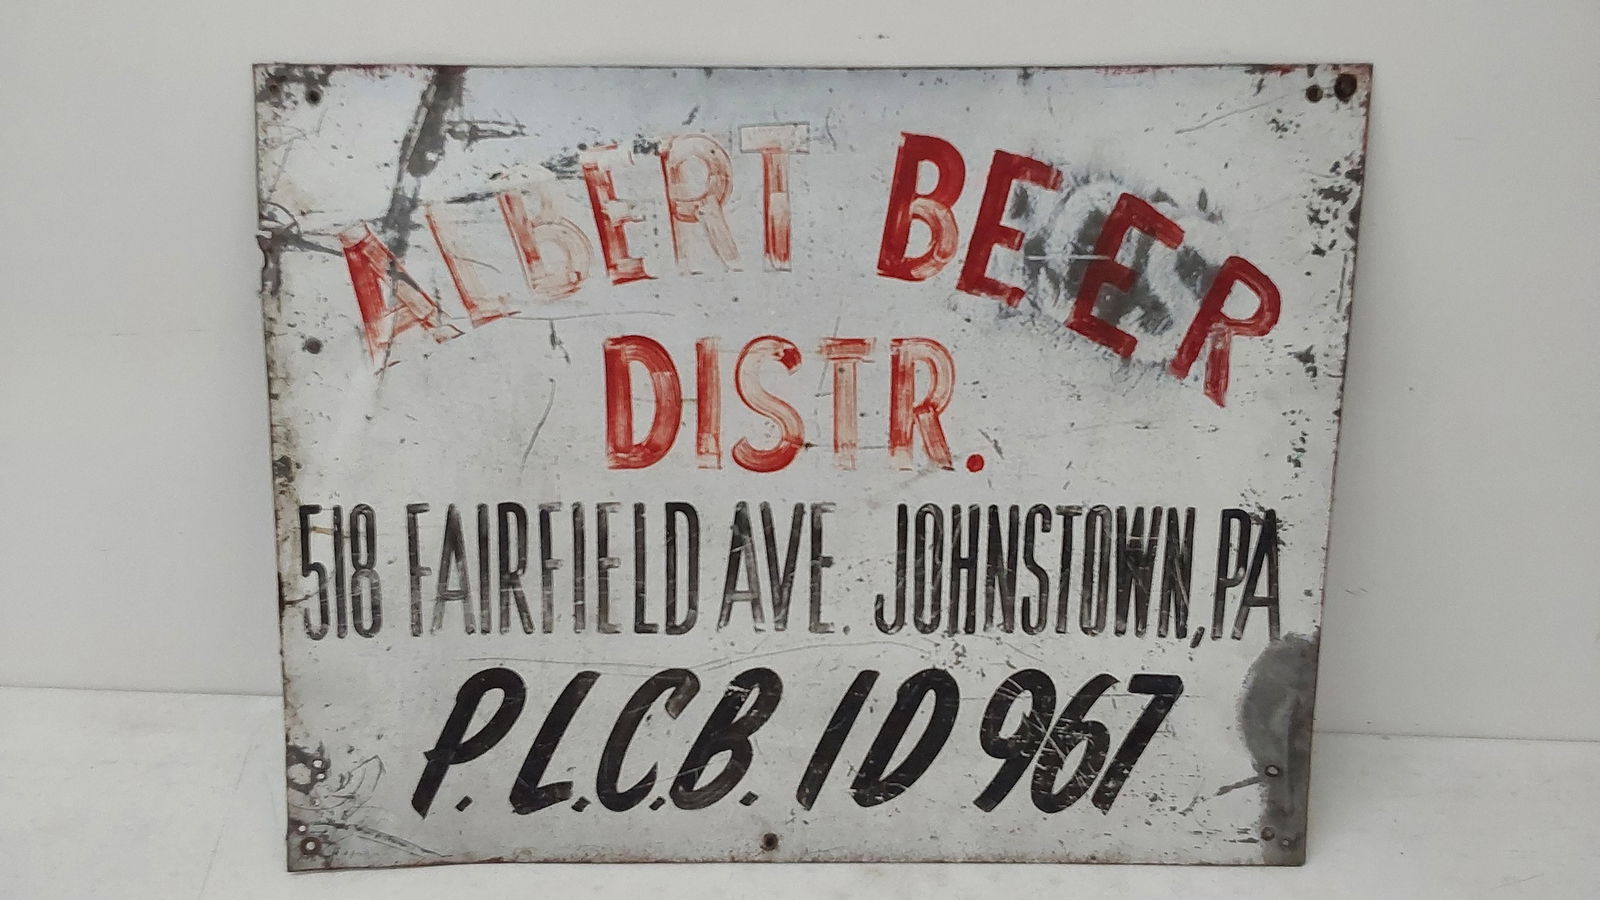 ALBERT BEER
DISTR.
518 FAIRFIELD AVE. JOHNSTOWN, PA
P.L.C.B. ID 967